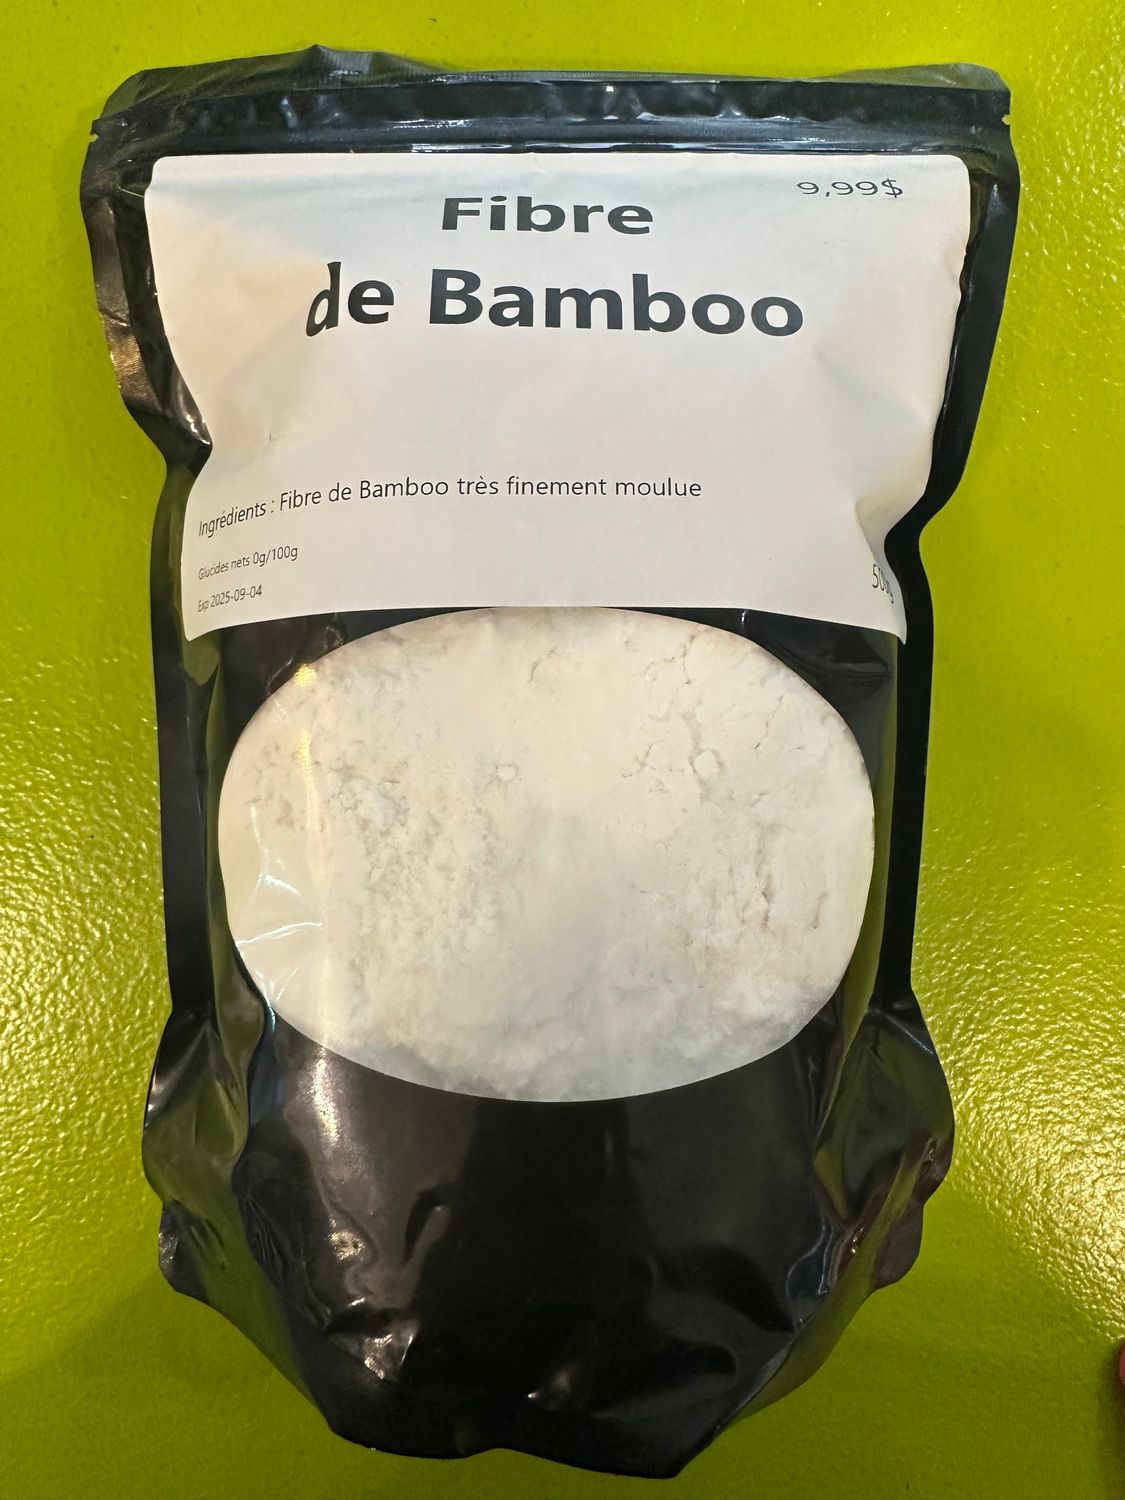 9,99$
Fibre
de Bamboo
Ingrédients : Fibre de Bamboo très finement moulue
Glucides nets 0g/100g
Exp 2025-09-04
500g